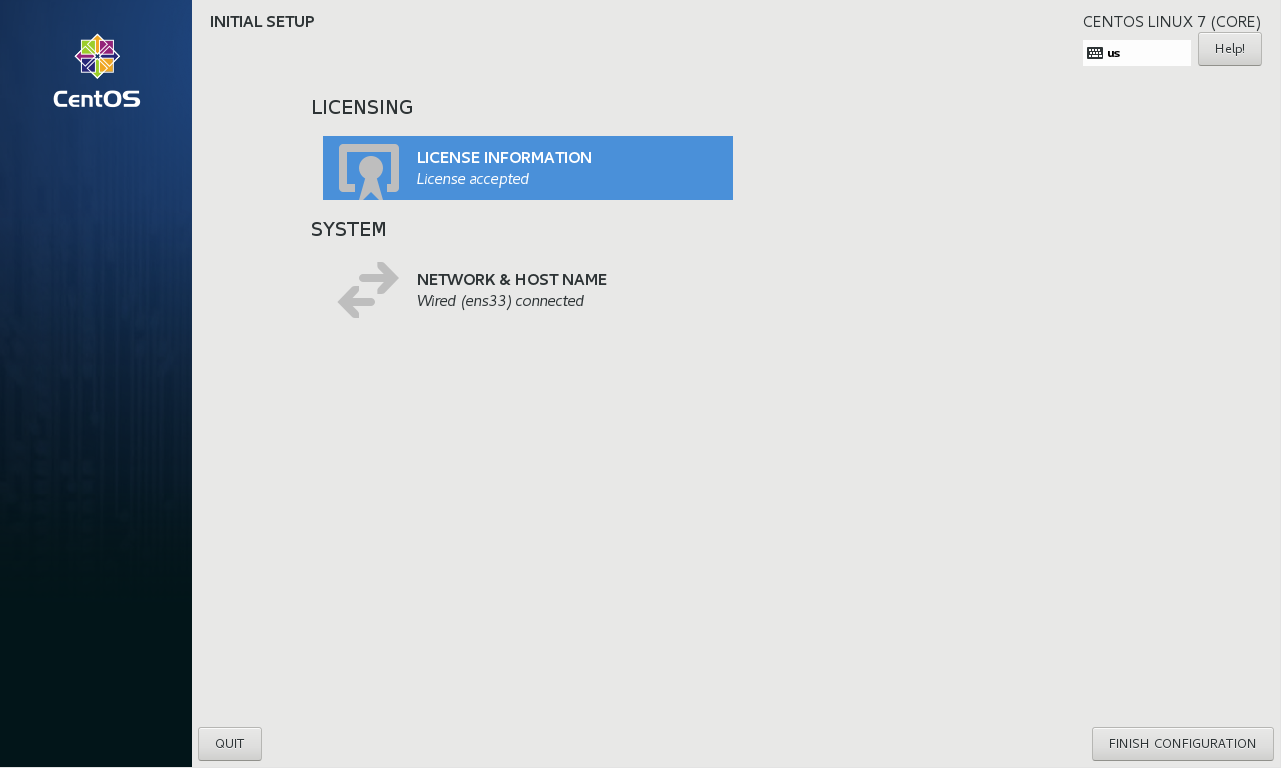 CentOS
INITIAL SETUP
CENTOS LINUX 7 (CORE)
us
Help!
LICENSING
LICENSE INFORMATION
License accepted
SYSTEM
NETWORK & HOST NAME
Wired (ens33) connected
QUIT
FINISH CONFIGURATION